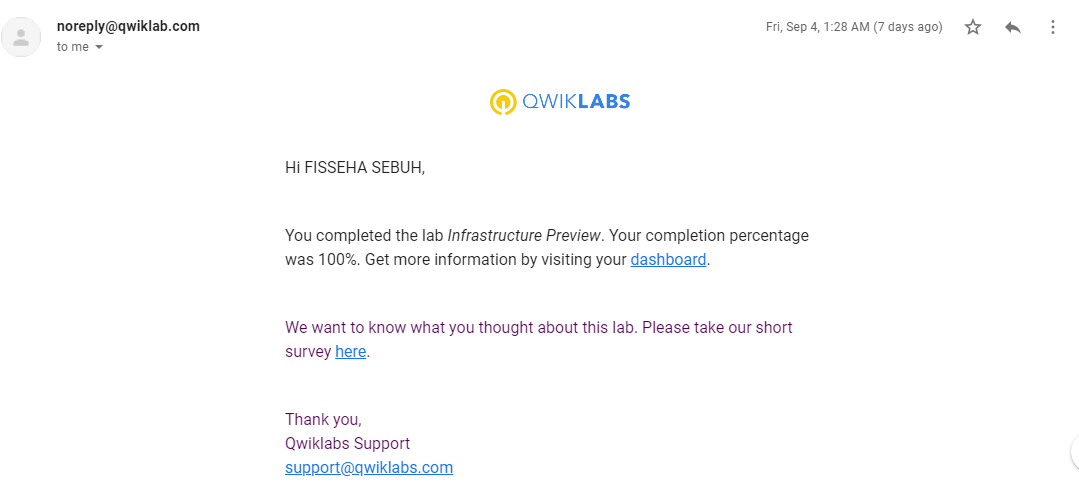 noreply@qwiklab.com
Fri, Sep 4, 1:28 AM (7 days ago)
to me
QWIKLABS
Hi FISSEHA SEBUH,
You completed the lab Infrastructure Preview. Your completion percentage
was 100%. Get more information by visiting your dashboard.
We want to know what you thought about this lab. Please take our short
survey here.
Thank you,
Qwiklabs Support
support@qwiklabs.com